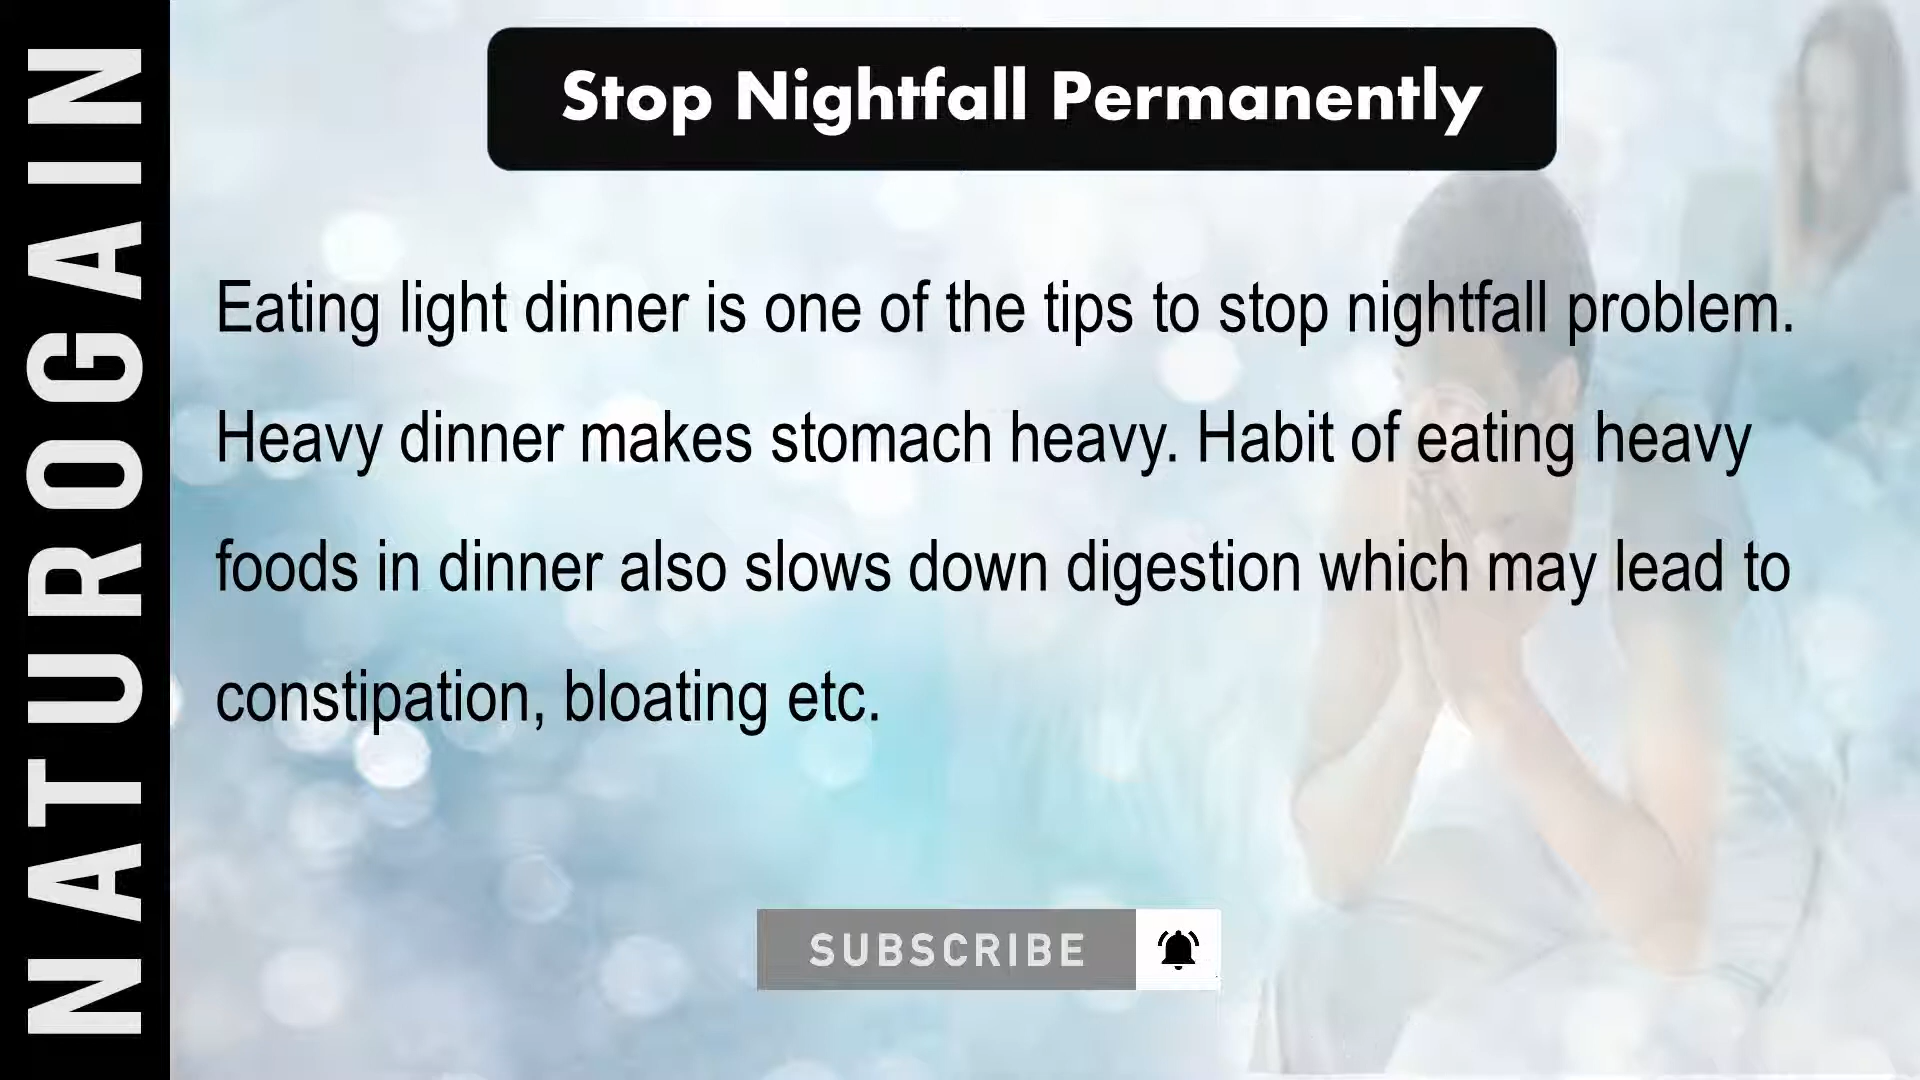 NATUROGAIN
Stop Nightfall Permanently
Eating light dinner is one of the tips to stop nightfall problem.
Heavy dinner makes stomach heavy. Habit of eating heavy
foods in dinner also slows down digestion which may lead to
constipation, bloating etc.
SUBSCRIBE